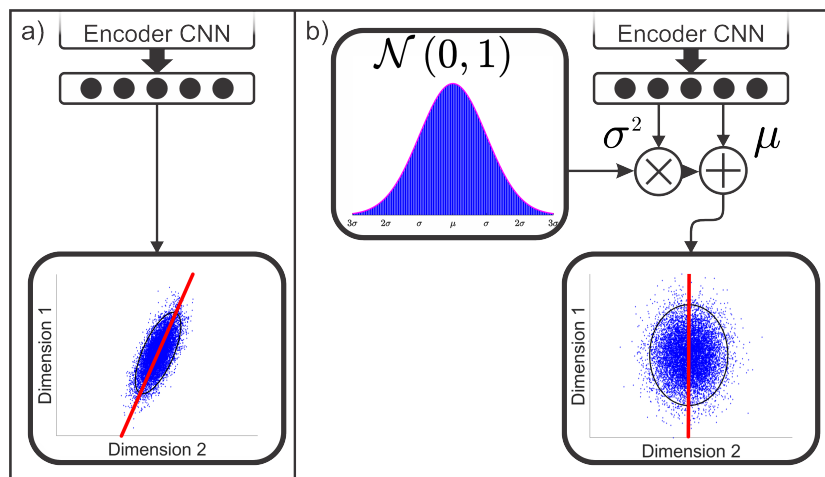 a)
Encoder CNN
Dimension 1
Dimension 2
b)
𝒩 (0, 1)
3σ 2σ σ μ σ 2σ 3σ
Encoder CNN
σ²
μ
Dimension 1
Dimension 2